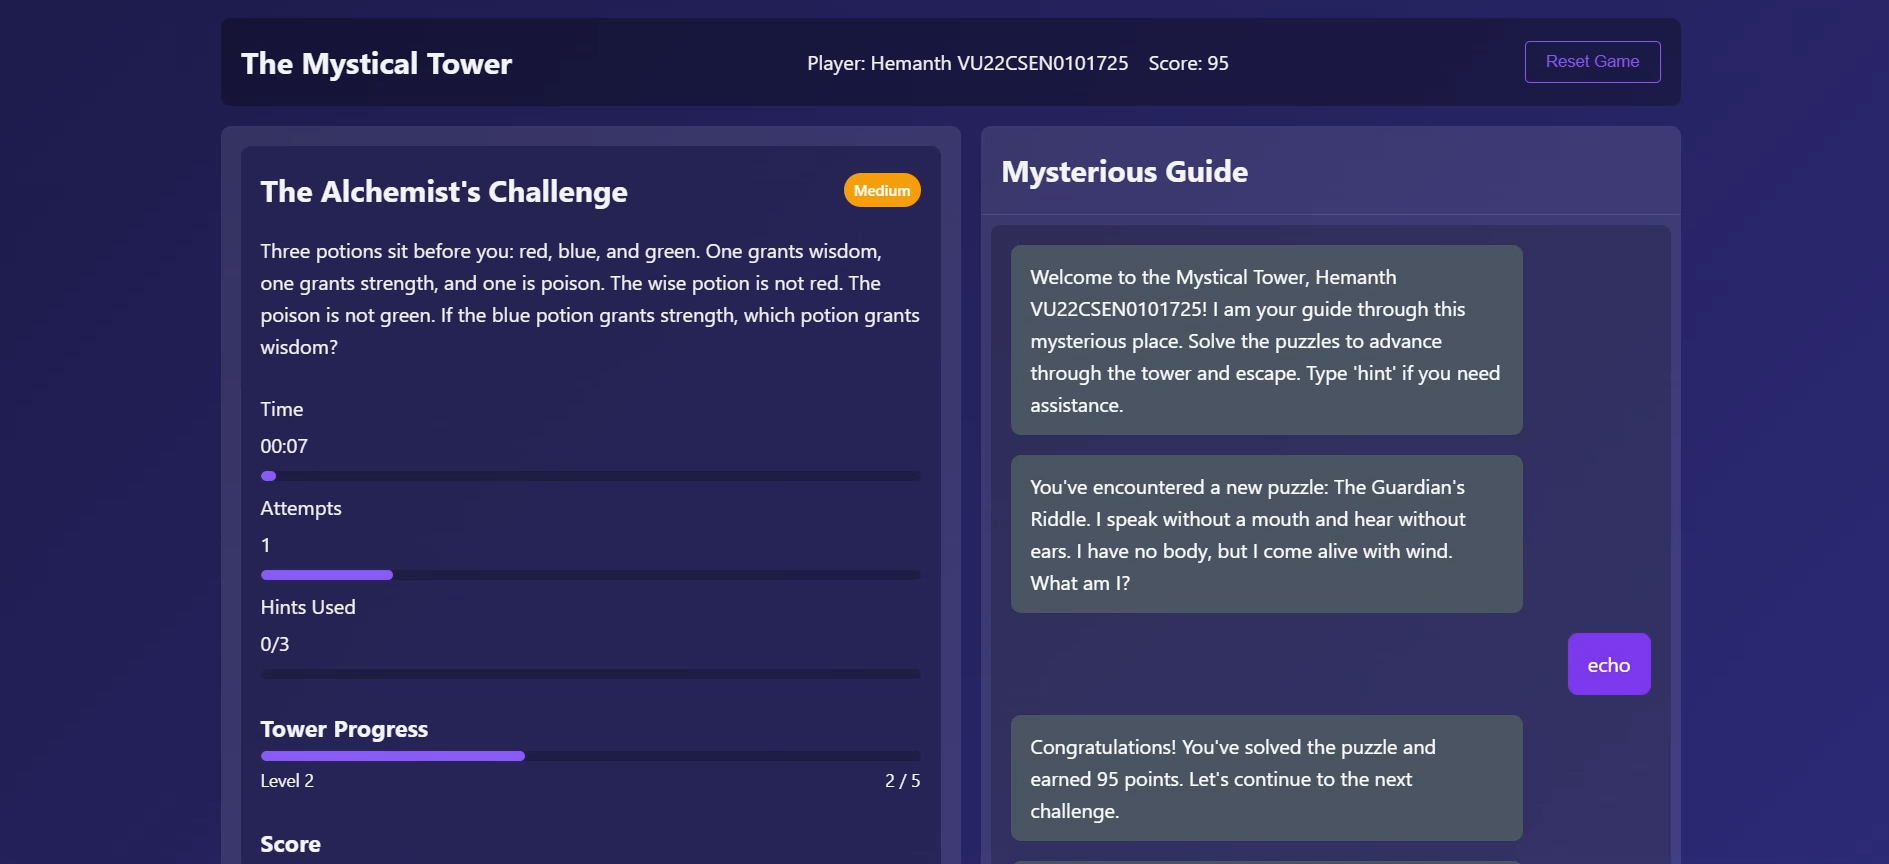 The Mystical Tower
Player: Hemanth VU22CSEN0101725 Score: 95
Reset Game
The Alchemist's Challenge
Medium
Three potions sit before you: red, blue, and green. One grants wisdom,
one grants strength, and one is poison. The wise potion is not red. The
poison is not green. If the blue potion grants strength, which potion grants
wisdom?
Time
00:07
Attempts
1
Hints Used
0/3
Tower Progress
Level 2
2 / 5
Score
Mysterious Guide
Welcome to the Mystical Tower, Hemanth
VU22CSEN0101725! I am your guide through this
mysterious place. Solve the puzzles to advance
through the tower and escape. Type 'hint' if you need
assistance.
You've encountered a new puzzle: The Guardian's
Riddle. I speak without a mouth and hear without
ears. I have no body, but I come alive with wind.
What am I?
echo
Congratulations! You've solved the puzzle and
earned 95 points. Let's continue to the next
challenge.